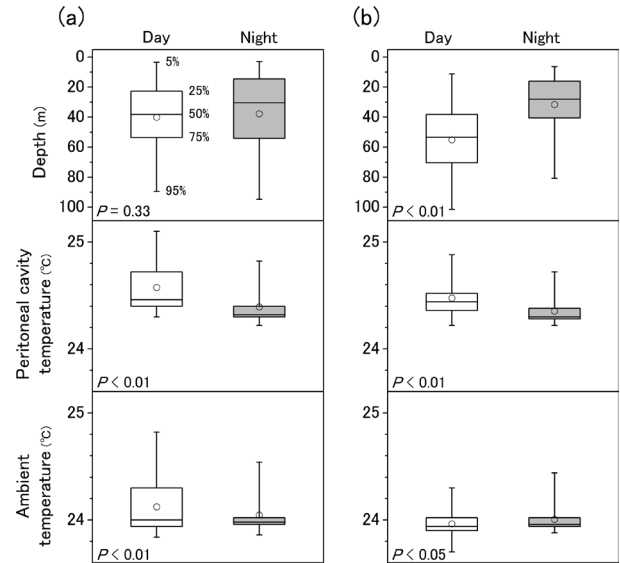 (a) (b)
Day Night Day Night
0
20
40
60
80
100
Depth (m)
5%
25%
50%
75%
95%
P = 0.33
0
20
40
60
80
100
P < 0.01
25
24
Peritoneal cavity
temperature (℃)
P < 0.01
25
24
P < 0.01
25
24
Ambient
temperature (℃)
P < 0.01
25
24
P < 0.05